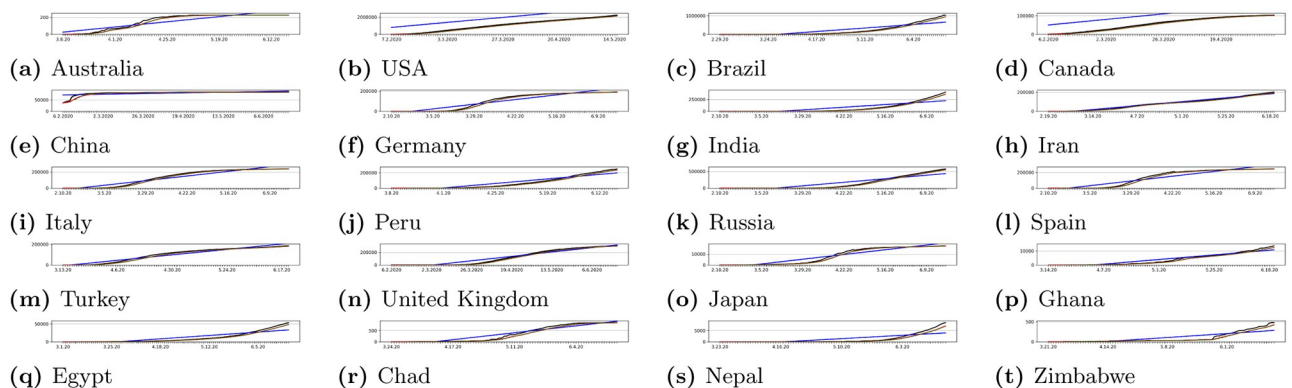 200
0
3.8.20 4.1.20 4.25.20 5.19.20 6.12.20
2000000
0
7.2.2020 3.3.2020 27.3.2020 20.4.2020 14.5.2020
1000000
0
2.29.20 3.24.20 4.17.20 5.11.20 6.4.20
100000
0
6.2.2020 2.3.2020 26.3.2020 19.4.2020
(a) Australia
(b) USA
(c) Brazil
(d) Canada
50000
0
6.2.2020 2.3.2020 26.3.2020 19.4.2020 13.5.2020 6.6.2020
200000
0
2.10.20 3.5.20 3.29.20 4.22.20 5.16.20 6.9.20
250000
0
2.10.20 3.5.20 3.29.20 4.22.20 5.16.20 6.9.20
0
2.19.20 3.14.20 4.7.20 5.1.20 5.25.20 6.18.20
(e) China
(f) Germany
(g) India
(h) Iran
200000
0
2.10.20 3.5.20 3.29.20 4.22.20 5.16.20 6.9.20
200000
0
3.8.20 4.1.20 4.25.20 5.19.20 6.12.20
500000
0
2.10.20 3.5.20 3.29.20 4.22.20 5.16.20 6.9.20
200000
0
2.10.20 3.5.20 3.29.20 4.22.20 5.16.20 6.9.20
(i) Italy
(j) Peru
(k) Russia
(l) Spain
200000
0
3.13.20 4.6.20 4.30.20 5.24.20 6.17.20
200000
0
6.2.2020 2.3.2020 26.3.2020 19.4.2020 13.5.2020 6.6.2020
10000
0
2.10.20 3.5.20 3.29.20 4.22.20 5.16.20 6.9.20
10000
0
3.14.20 4.7.20 5.1.20 5.25.20 6.18.20
(m) Turkey
(n) United Kingdom
(o) Japan
(p) Ghana
50000
0
3.1.20 3.25.20 4.18.20 5.12.20 6.5.20
500
0
3.24.20 4.17.20 5.11.20 6.4.20
5000
0
3.23.20 4.16.20 5.10.20 6.3.20
500
0
3.21.20 4.14.20 5.8.20 6.1.20
(q) Egypt
(r) Chad
(s) Nepal
(t) Zimbabwe